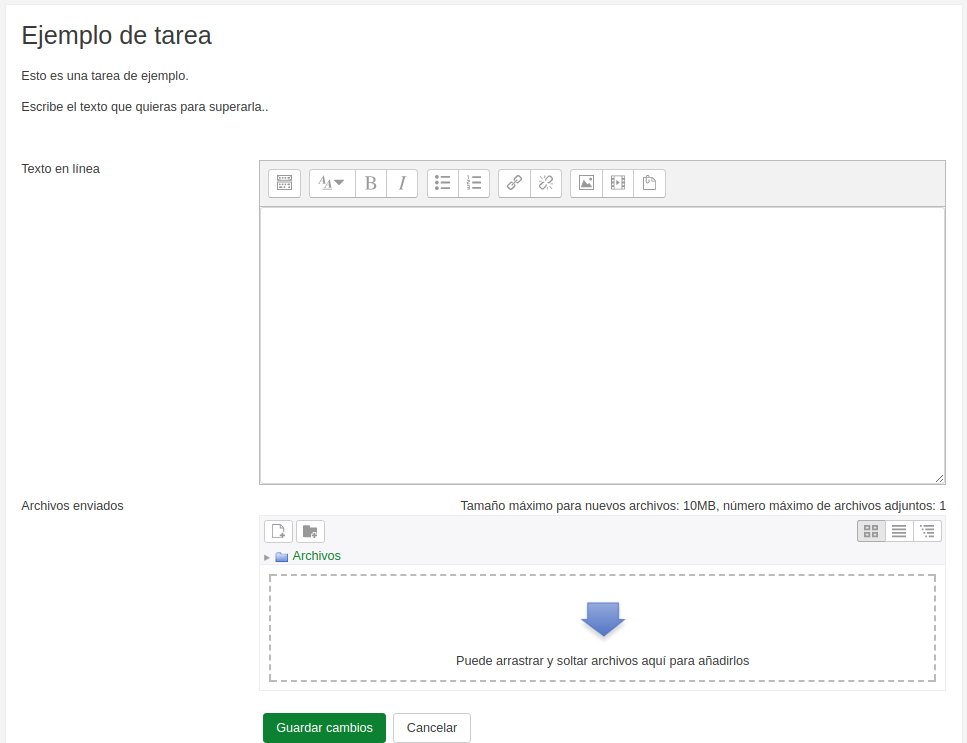 Ejemplo de tarea
Esto es una tarea de ejemplo.
Escribe el texto que quieras para superarla..
Texto en línea
B I
Archivos enviados
Tamaño máximo para nuevos archivos: 10MB, número máximo de archivos adjuntos: 1
Archivos
Puede arrastrar y soltar archivos aquí para añadirlos
Guardar cambios
Cancelar